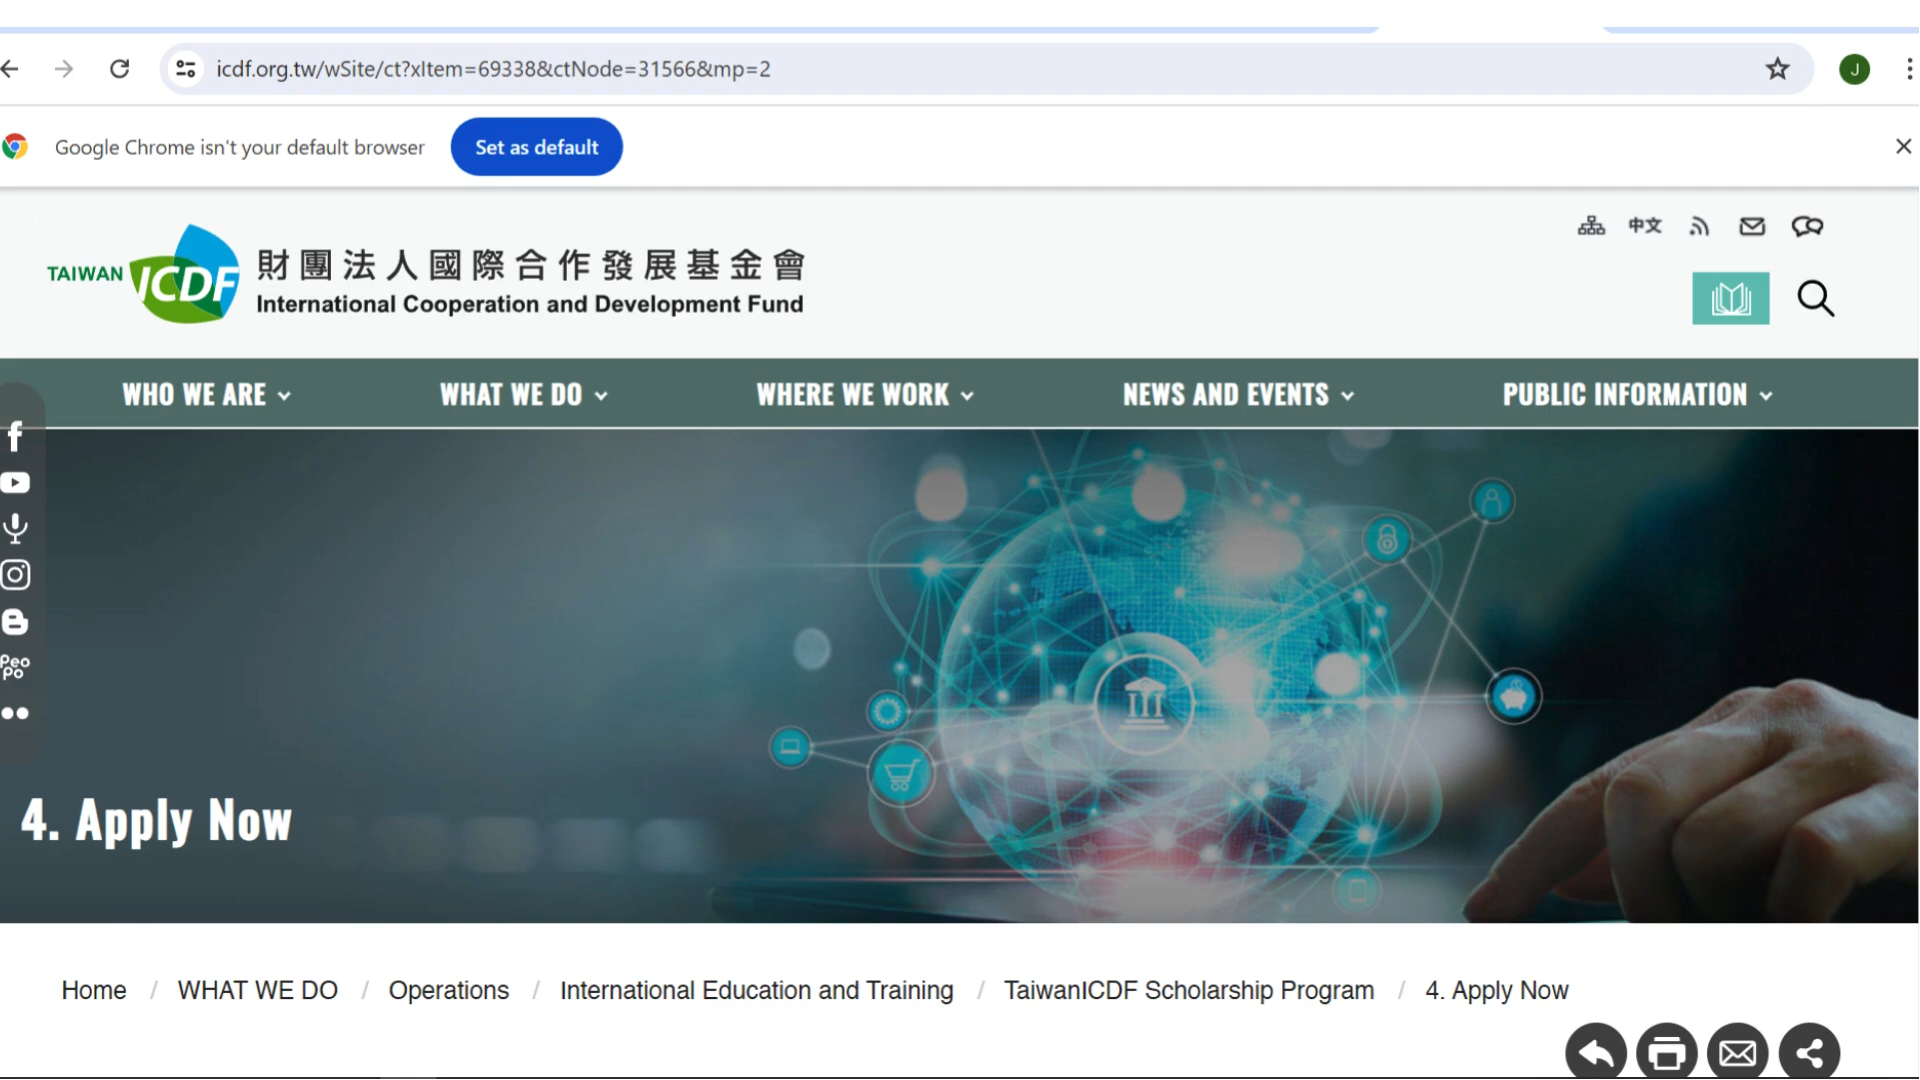 icdf.org.tw/wSite/ct?xItem=69338&ctNode=31566&mp=2
J
Google Chrome isn't your default browser
Set as default
中文
TAIWAN ICDF
財團法人國際合作發展基金會
International Cooperation and Development Fund
WHO WE ARE
WHAT WE DO
WHERE WE WORK
NEWS AND EVENTS
PUBLIC INFORMATION
Peo
Po
4. Apply Now
Home / WHAT WE DO / Operations / International Education and Training / TaiwanICDF Scholarship Program / 4. Apply Now